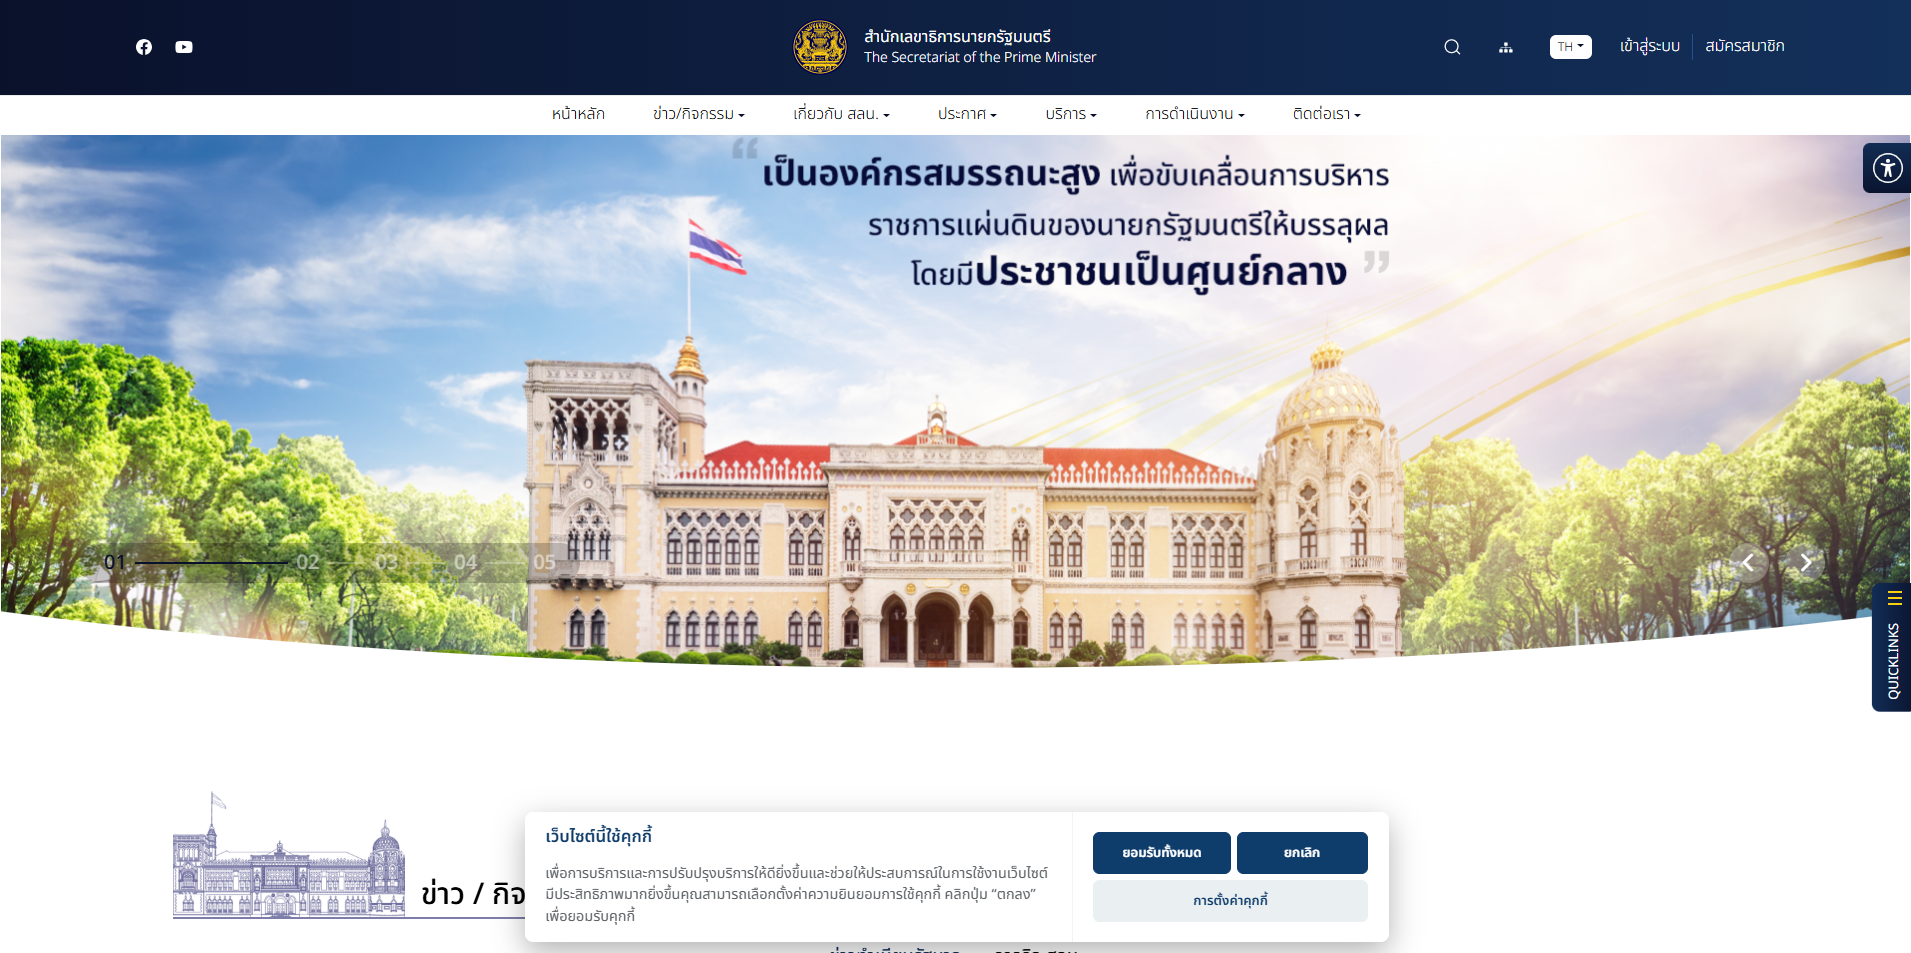 สำนักเลขาธิการนายกรัฐมนตรี
The Secretariat of the Prime Minister
TH
เข้าสู่ระบบ
สมัครสมาชิก
หน้าหลัก
ข่าว/กิจกรรม
เกี่ยวกับ สลน.
ประกาศ
บริการ
การดำเนินงาน
ติดต่อเรา
“เป็นองค์กรสมรรถนะสูง เพื่อขับเคลื่อนการบริหาร
ราชการแผ่นดินของนายกรัฐมนตรีให้บรรลุผล
โดยมีประชาชนเป็นศูนย์กลาง”
01 02 03 04 05
QUICKLINKS
ข่าว / กิจ
เว็บไซต์นี้ใช้คุกกี้
เพื่อการบริการและการปรับปรุงบริการให้ดียิ่งขึ้นและช่วยให้ประสบการณ์ในการใช้งานเว็บไซต์
มีประสิทธิภาพมากยิ่งขึ้นคุณสามารถเลือกตั้งค่าความยินยอมการใช้คุกกี้ คลิกปุ่ม “ตกลง”
เพื่อยอมรับคุกกี้
ยอมรับทั้งหมด
ยกเลิก
การตั้งค่าคุกกี้